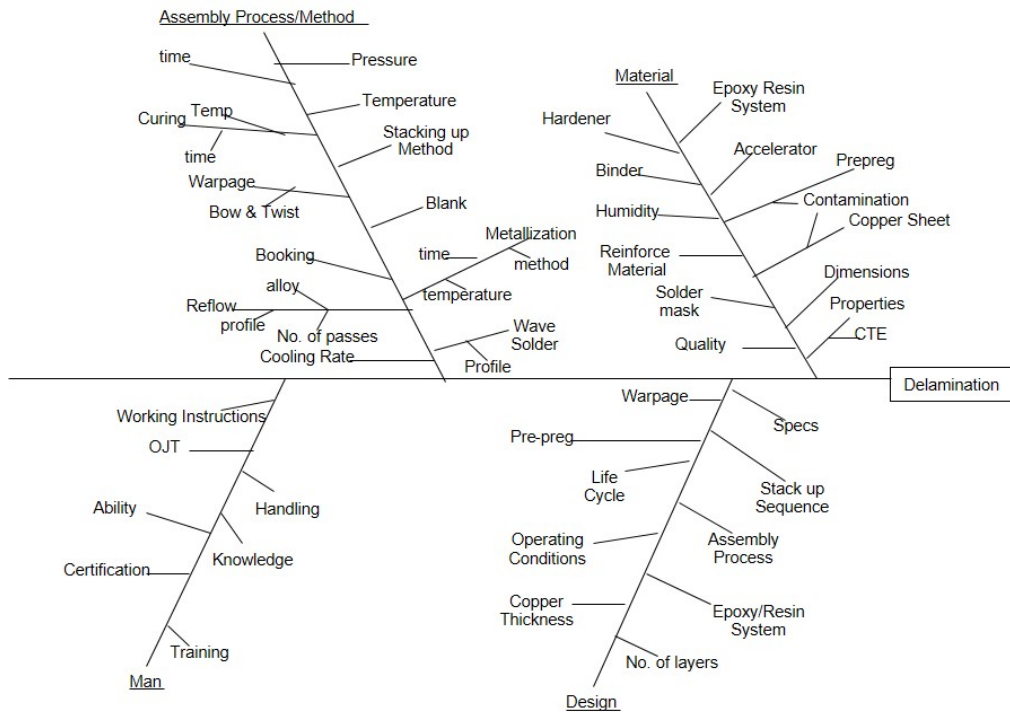 Assembly Process/Method
time
Pressure
Temperature
Temp
Curing
time
Stacking up
Method
Warpage
Bow & Twist
Blank
Metallization
time
method
Booking
temperature
alloy
Reflow
profile
No. of passes
Wave
Solder
Cooling Rate
Profile
Material
Epoxy Resin
System
Hardener
Accelerator
Prepreg
Binder
Contamination
Humidity
Copper Sheet
Reinforce
Material
Dimensions
Solder
mask
Properties
Quality
CTE
Delamination
Working Instructions
OJT
Handling
Ability
Knowledge
Certification
Training
Man
Warpage
Specs
Pre-preg
Life
Cycle
Stack up
Sequence
Operating
Conditions
Assembly
Process
Copper
Thickness
Epoxy/Resin
System
No. of layers
Design